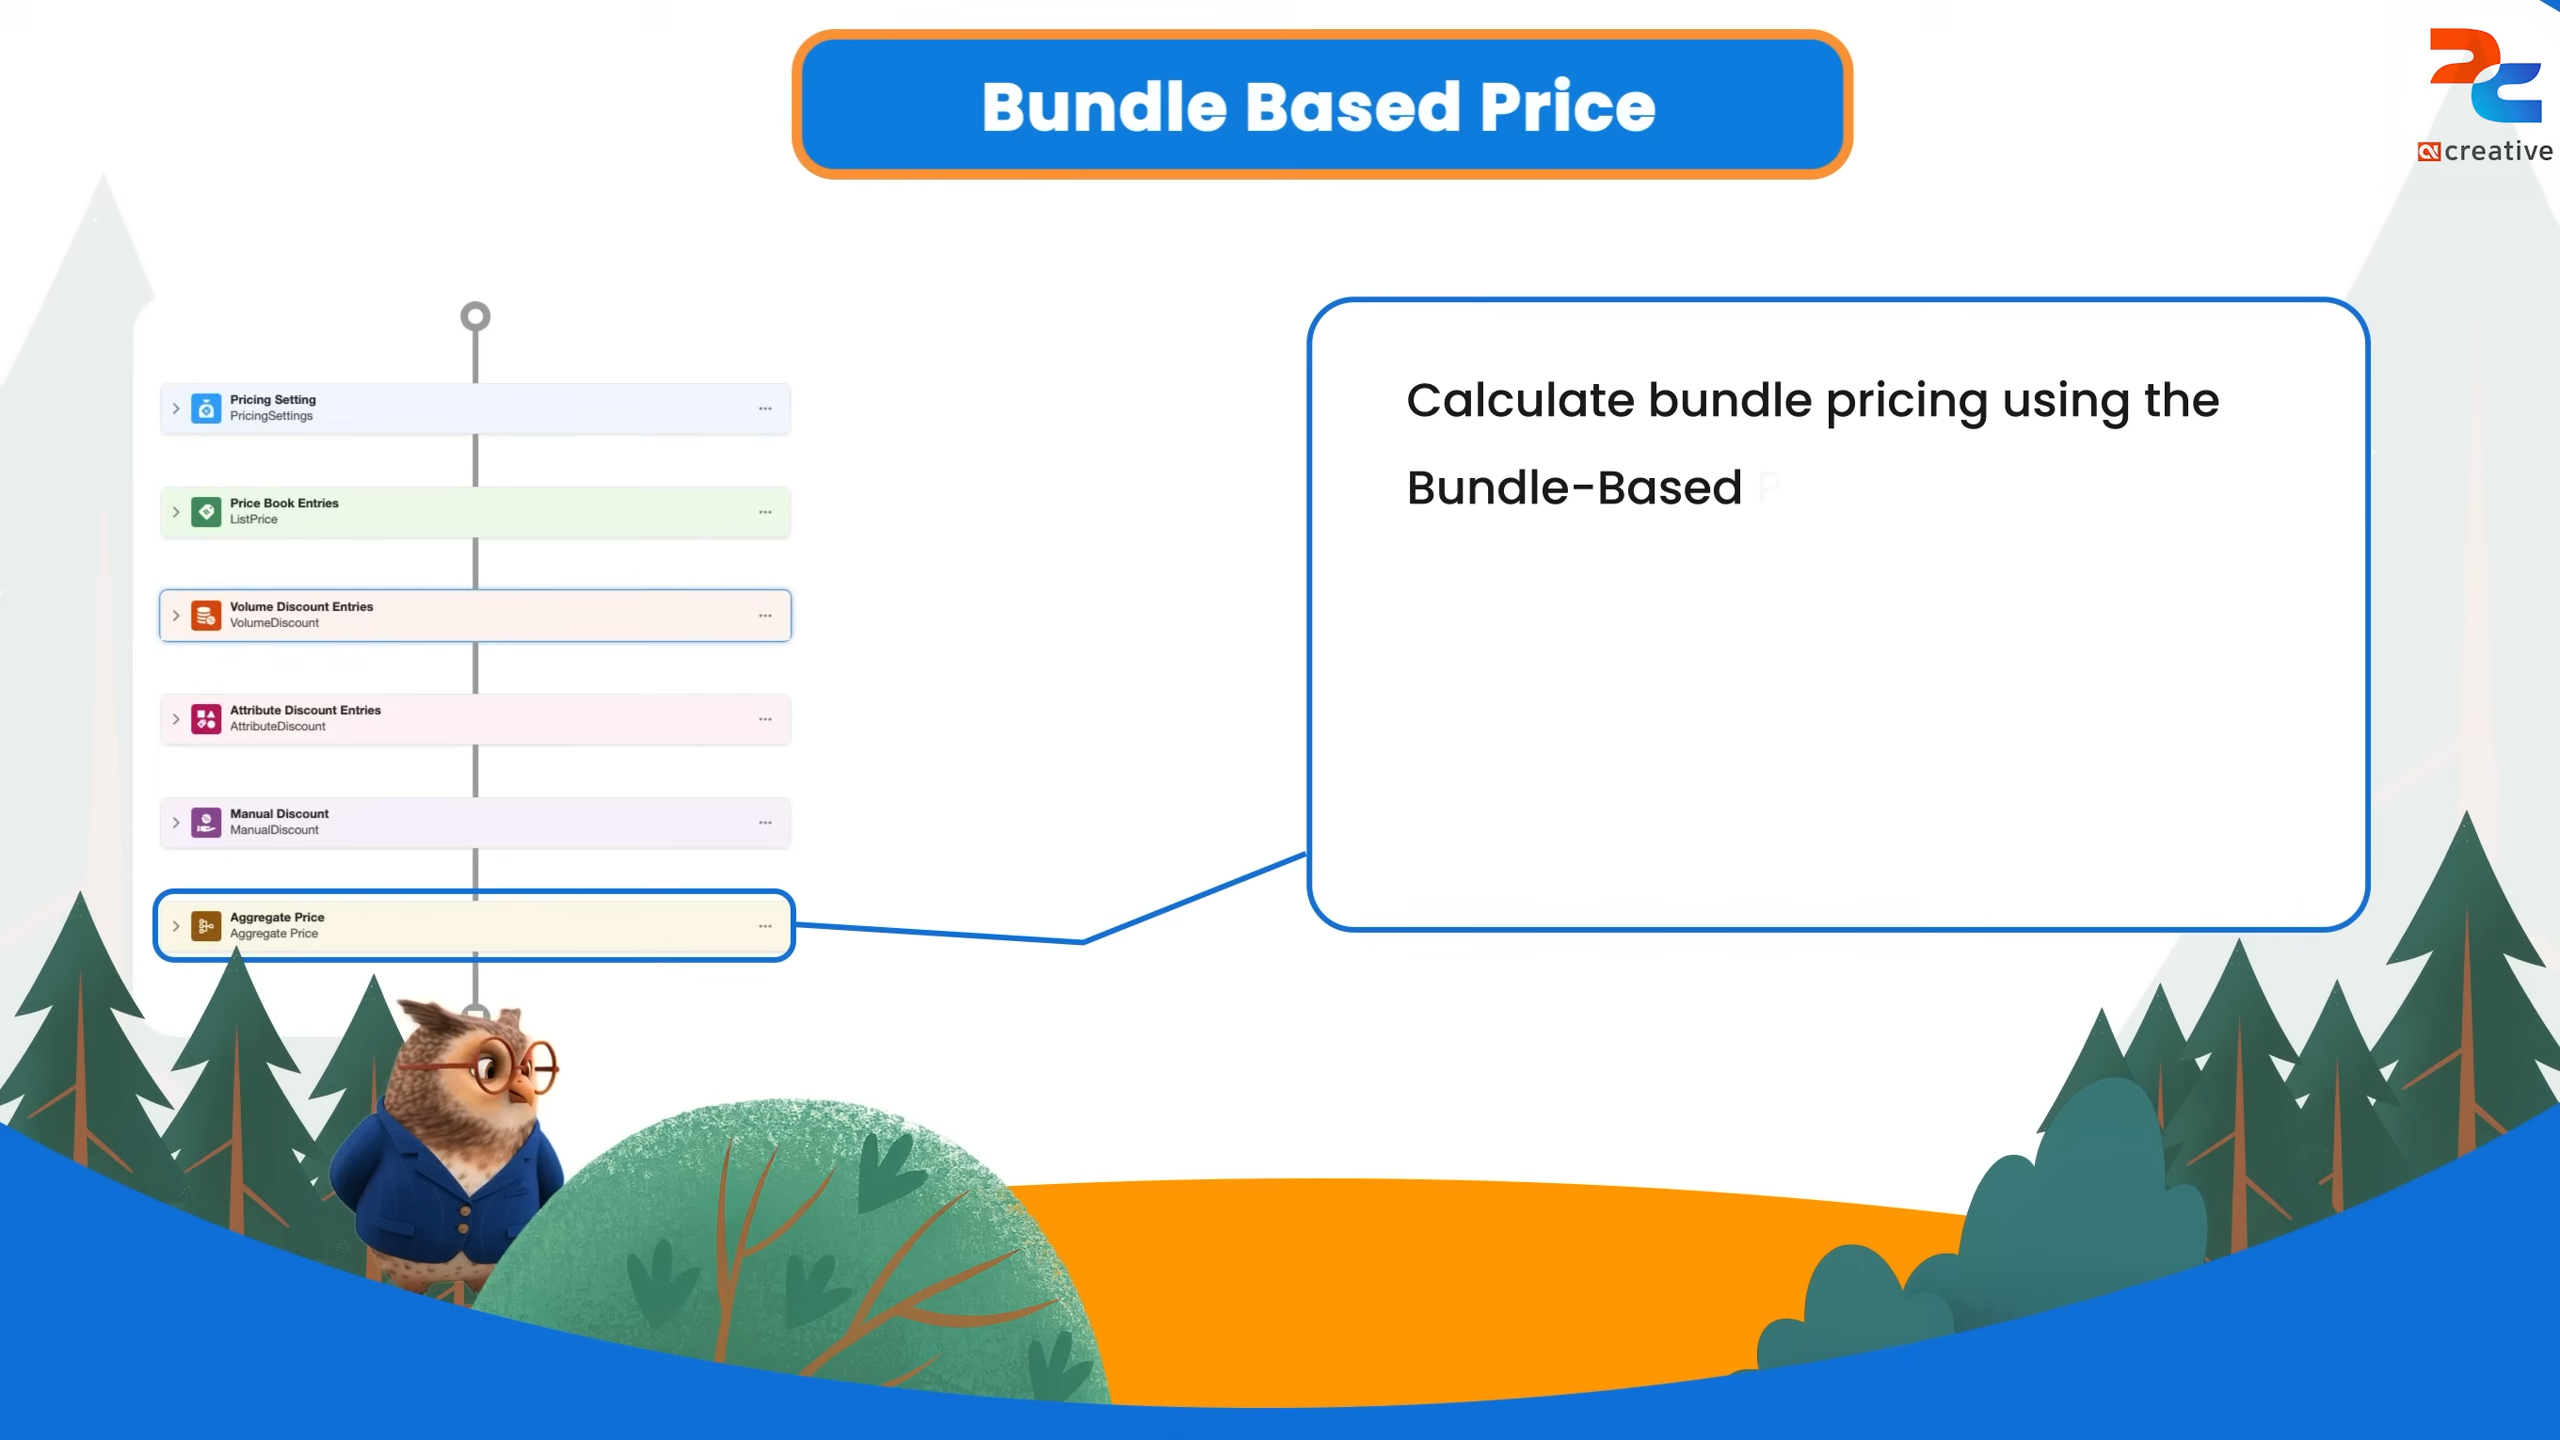 Bundle Based Price
creative
Pricing Setting
PricingSettings
Price Book Entries
ListPrice
Volume Discount Entries
VolumeDiscount
Attribute Discount Entries
AttributeDiscount
Manual Discount
ManualDiscount
Aggregate Price
Aggregate Price
Calculate bundle pricing using the
Bundle-Based P